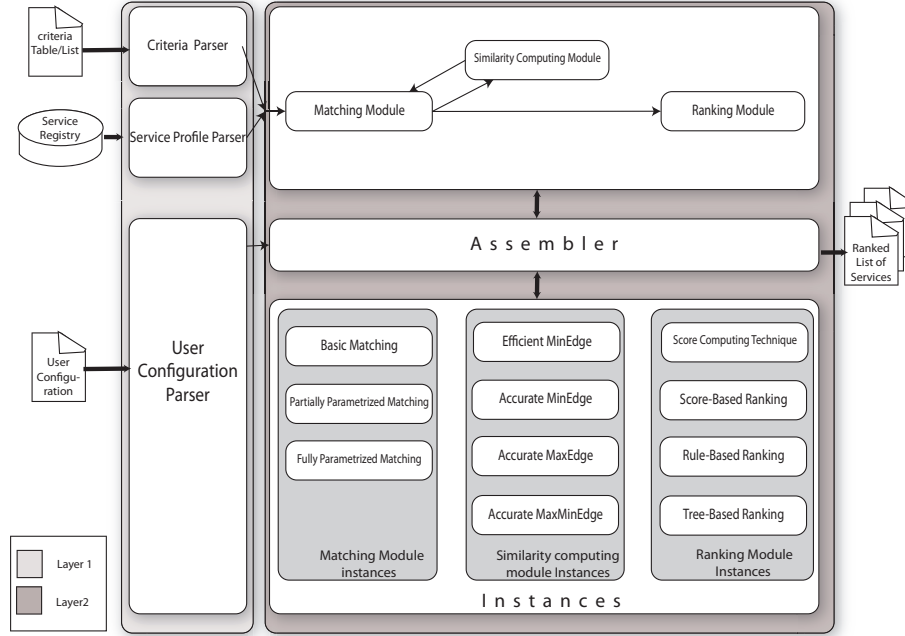 criteria
Table/List
Criteria Parser
Similarity Computing Module
Matching Module
Ranking Module
Service
Registry
Service Profile Parser
Assembler
Ranked
List of
Services
User
Configu-
ration
User
Configuration
Parser
Basic Matching
Partially Parametrized Matching
Fully Parametrized Matching
Matching Module
instances
Efficient MinEdge
Accurate MinEdge
Accurate MaxEdge
Accurate MaxMinEdge
Similarity computing
module Instances
Score Computing Technique
Score-Based Ranking
Rule-Based Ranking
Tree-Based Ranking
Ranking Module
Instances
Instances
Layer 1
Layer2